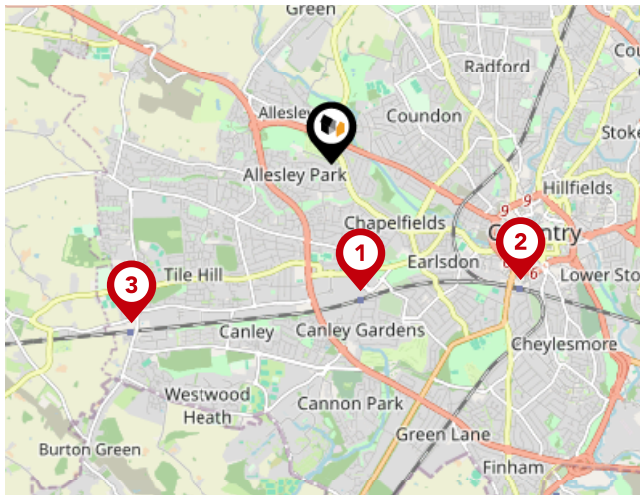 Green
Radford
Allesley
Coundon
Stoke
Allesley Park
Hillfields
9
9
Chapelfields
1
2
Earlsdon
6
Lower Sto
Tile Hill
3
Canley
Canley Gardens
Cheylesmore
Westwood
Heath
Cannon Park
Green Lane
Burton Green
Finham